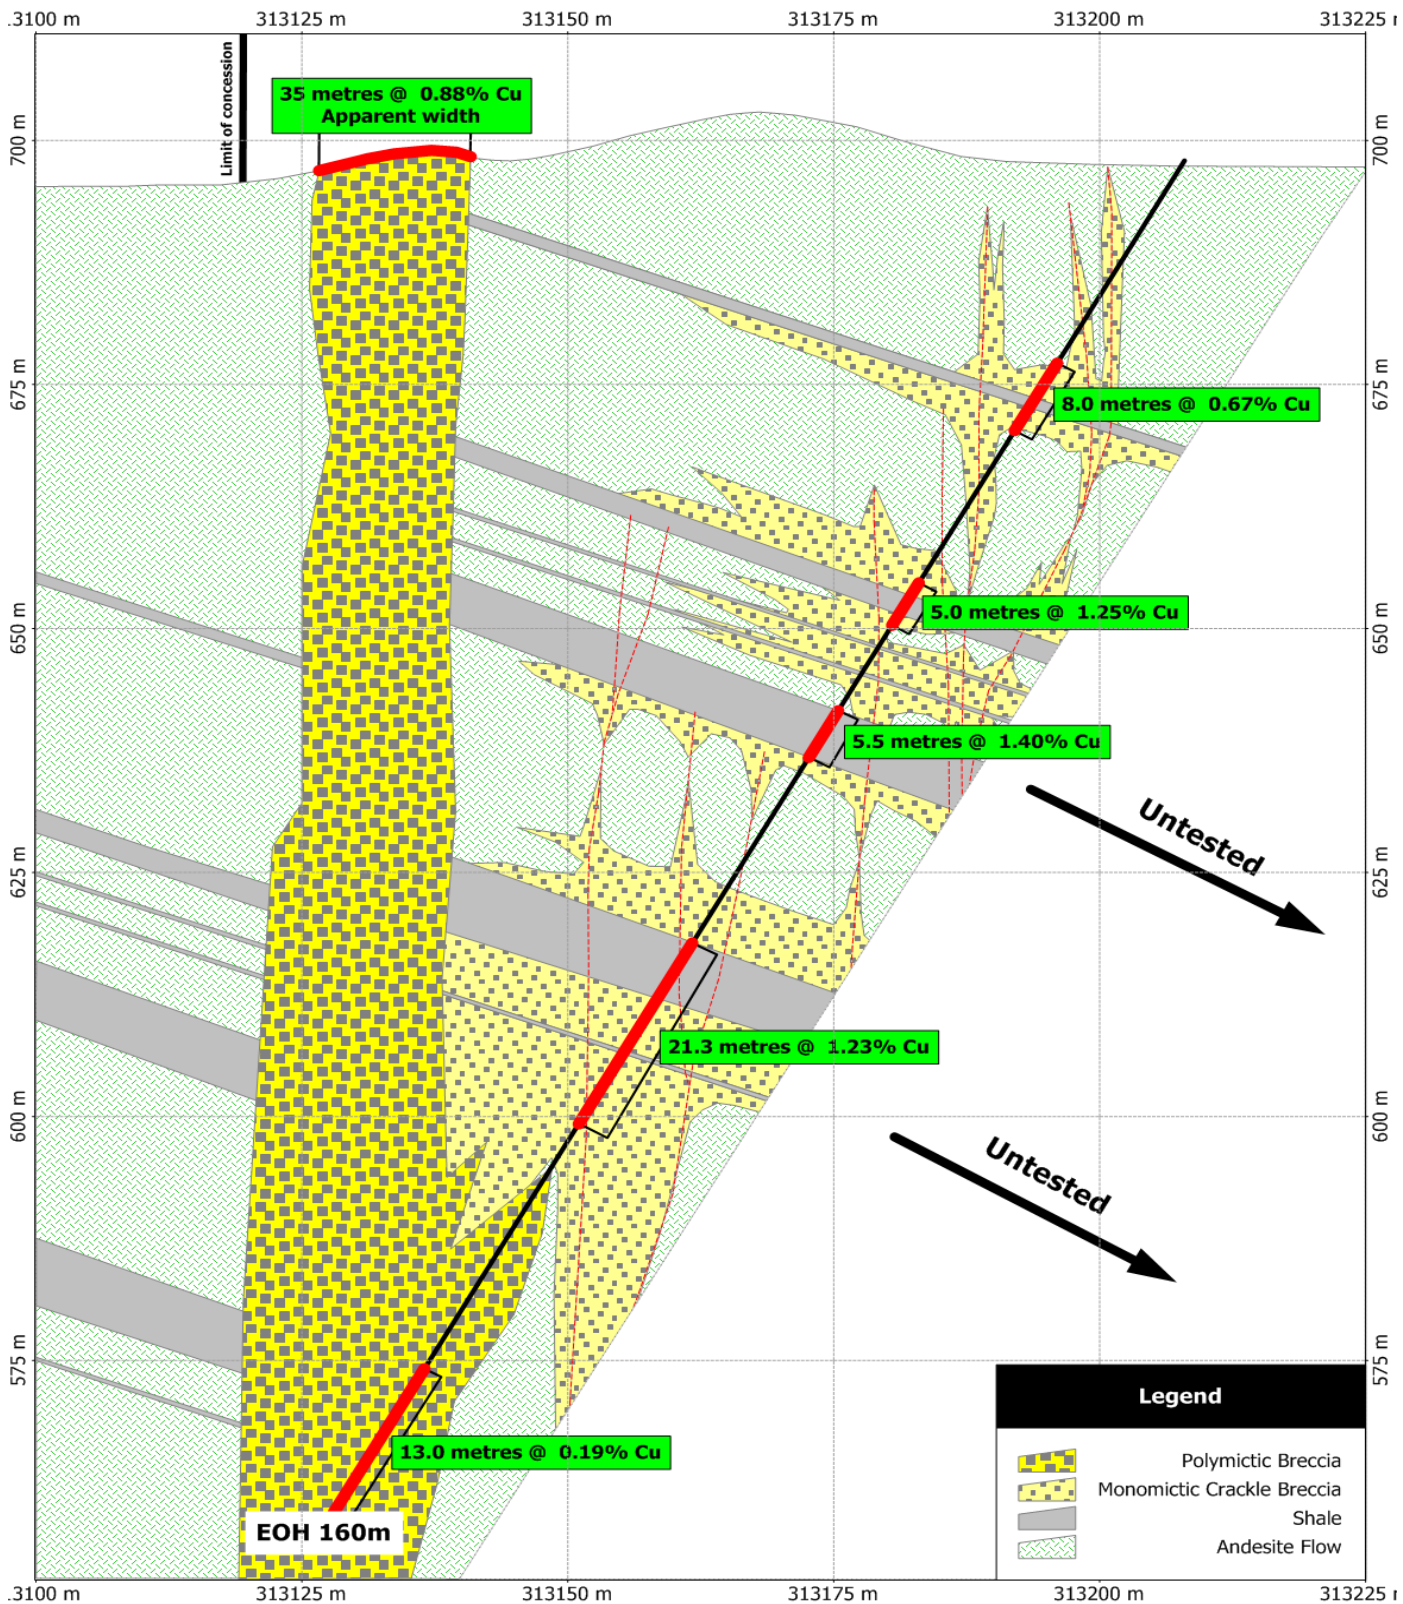 .3100 m
313125 m
313150 m
313175 m
313200 m
313225 m
Limit of concession
35 metres @ 0.88% Cu
Apparent width
700 m
700 m
675 m
675 m
8.0 metres @ 0.67% Cu
650 m
650 m
5.0 metres @ 1.25% Cu
5.5 metres @ 1.40% Cu
Untested
625 m
625 m
21.3 metres @ 1.23% Cu
600 m
600 m
Untested
575 m
575 m
Legend
13.0 metres @ 0.19% Cu
Polymictic Breccia
Monomictic Crackle Breccia
Shale
Andesite Flow
EOH 160m
.3100 m
313125 m
313150 m
313175 m
313200 m
313225 m